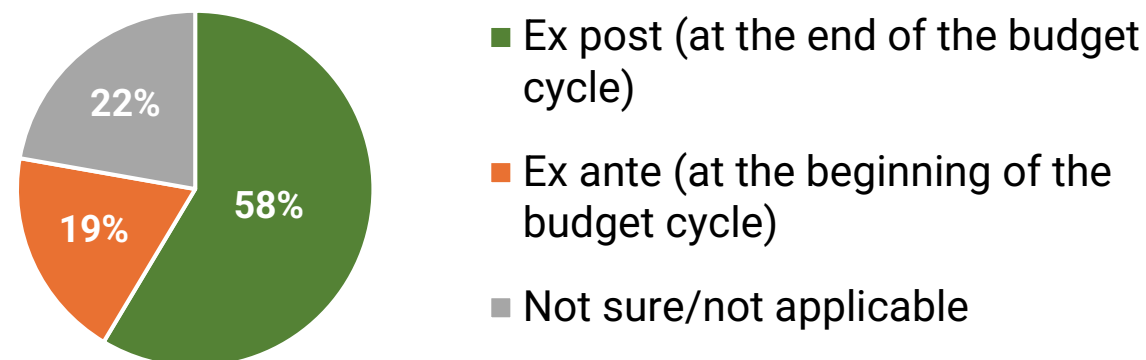 22%
19%
58%
Ex post (at the end of the budget
cycle)
Ex ante (at the beginning of the
budget cycle)
Not sure/not applicable